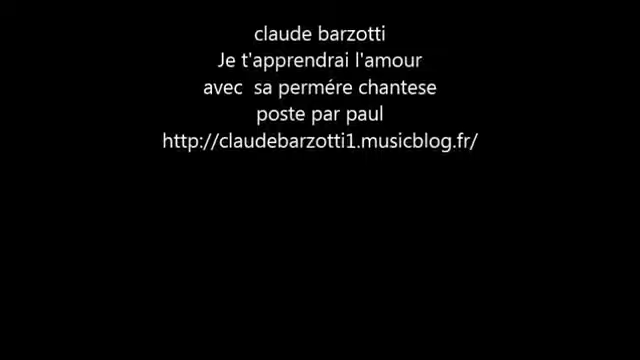 claude barzotti
Je t'apprendrai l'amour
avec  sa permére chantese
poste par paul
http://claudebarzotti1.musicblog.fr/